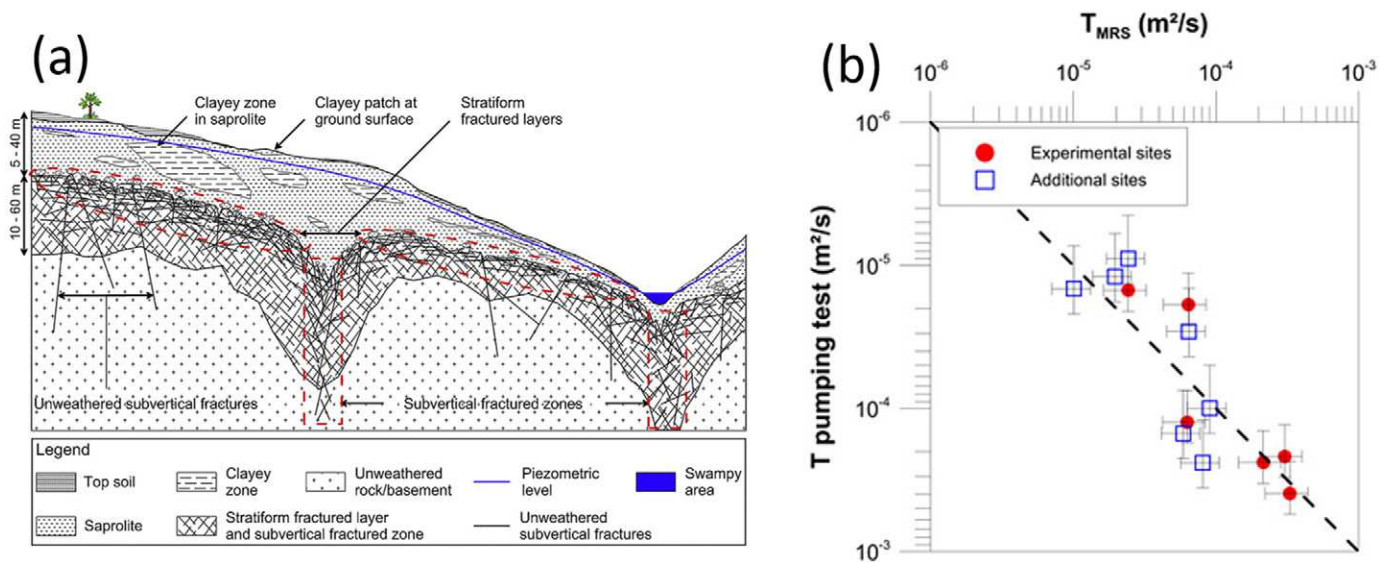 (a)
Clayey zone
in saprolite
Clayey patch at
ground surface
Stratiform
fractured layers
5 - 40 m
10 - 60 m
Unweathered subvertical fractures
Subvertical fractured zones
Legend
Top soil
Clayey
zone
Unweathered
rock/basement
Piezometric
level
Swampy
area
Saprolite
Stratiform fractured layer
and subvertical fractured zone
Unweathered
subvertical fractures
(b)
T_MRS (m²/s)
10⁻⁶ 10⁻⁵ 10⁻⁴ 10⁻³
10⁻⁶
10⁻⁵
10⁻⁴
10⁻³
T pumping test (m²/s)
Experimental sites
Additional sites